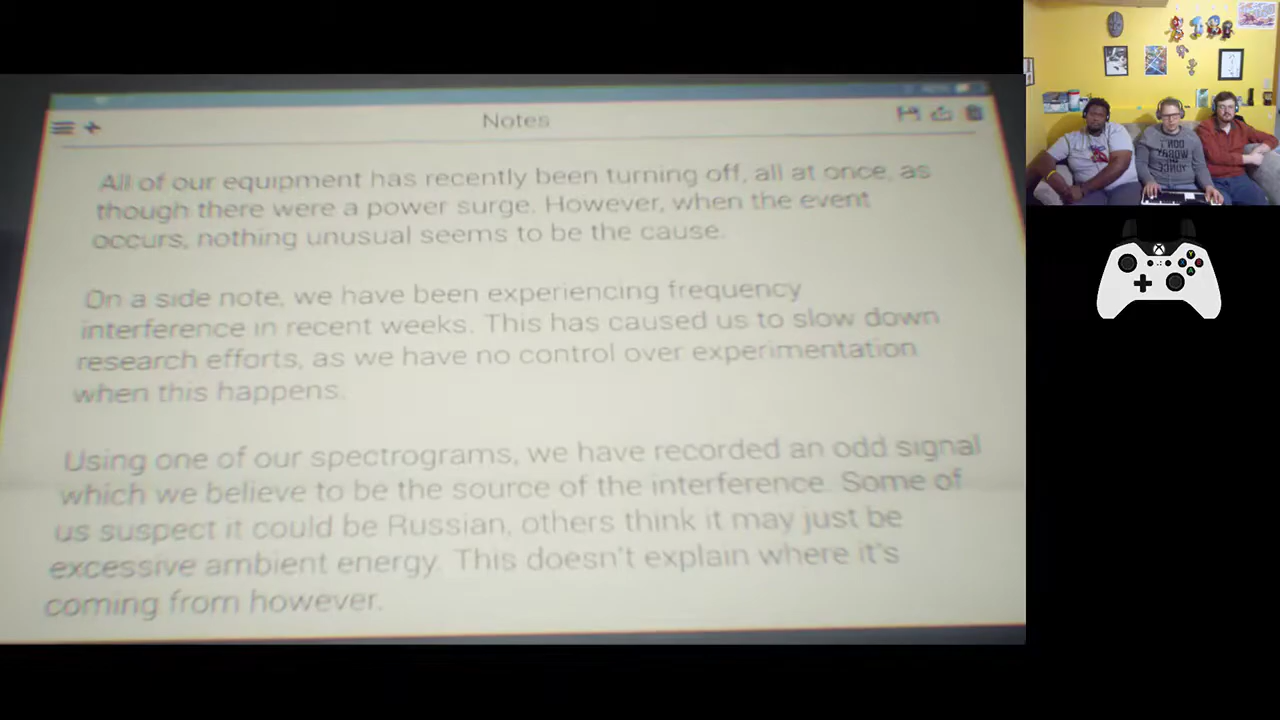 Notes
All of our equipment has recently been turning off, all at once, as
though there were a power surge. However, when the event
occurs, nothing unusual seems to be the cause.
On a side note, we have been experiencing frequency
interference in recent weeks. This has caused us to slow down
research efforts, as we have no control over experimentation
when this happens.
Using one of our spectrograms, we have recorded an odd signal
which we believe to be the source of the interference. Some of
us suspect it could be Russian, others think it may just be
excessive ambient energy. This doesn't explain where it's
coming from however.